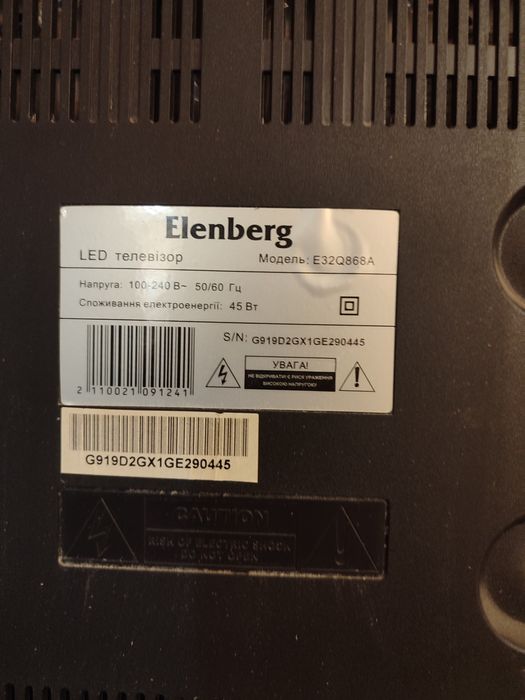 Elenberg
LED телевізор Модель: E32Q868A
Напруга: 100-240 В~ 50/60 Гц
Споживання електроенергії: 45 Вт
S/N: G919D2GX1GE290445
УВАГА!
НЕ ВІДКРИВАТИ! Є РИСК УРАЖЕННЯ
ВИСОКОЮ НАПРУГОЮ!
2 110021 091241
G919D2GX1GE290445
CAUTION
RISK OF ELECTRIC SHOCK
DO NOT OPEN